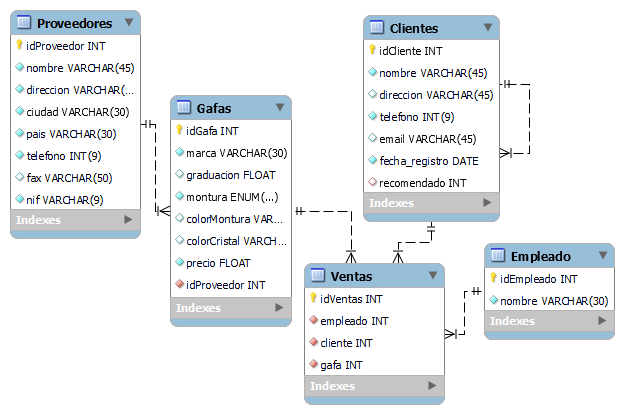 Proveedores
idProveedor INT
nombre VARCHAR(45)
direccion VARCHAR(...
ciudad VARCHAR(30)
pais VARCHAR(30)
telefono INT(9)
fax VARCHAR(50)
nif VARCHAR(9)
Indexes
Gafas
idGafa INT
marca VARCHAR(30)
graduacion FLOAT
montura ENUM(...)
colorMontura VAR...
colorCristal VARCH...
precio FLOAT
idProveedor INT
Indexes
Clientes
idCliente INT
nombre VARCHAR(45)
direccion VARCHAR(45)
telefono INT(9)
email VARCHAR(45)
fecha_registro DATE
recomendado INT
Indexes
Ventas
idVentas INT
empleado INT
cliente INT
gafa INT
Indexes
Empleado
idEmpleado INT
nombre VARCHAR(30)
Indexes